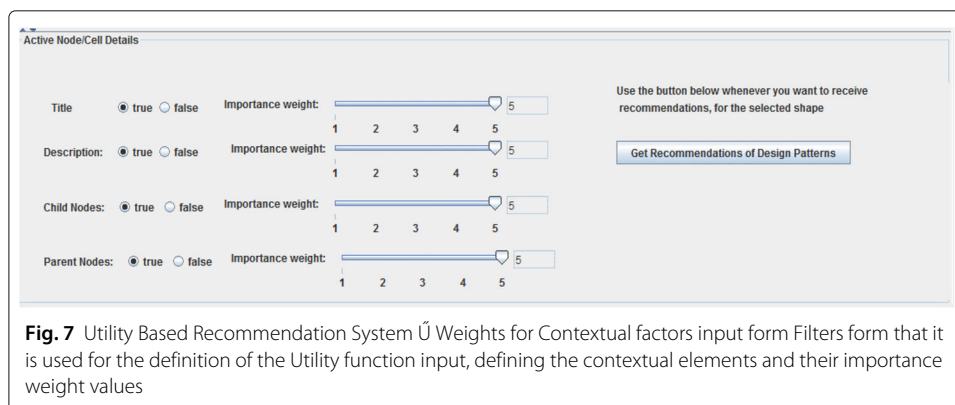 Active Node/Cell Details
Title true false Importance weight: 5
1 2 3 4 5
Description: true false Importance weight: 5
1 2 3 4 5
Child Nodes: true false Importance weight: 5
1 2 3 4 5
Parent Nodes: true false Importance weight: 5
1 2 3 4 5
Use the button below whenever you want to receive
recommendations, for the selected shape
Get Recommendations of Design Patterns
Fig. 7 Utility Based Recommendation System Ű Weights for Contextual factors input form Filters form that it
is used for the definition of the Utility function input, defining the contextual elements and their importance
weight values